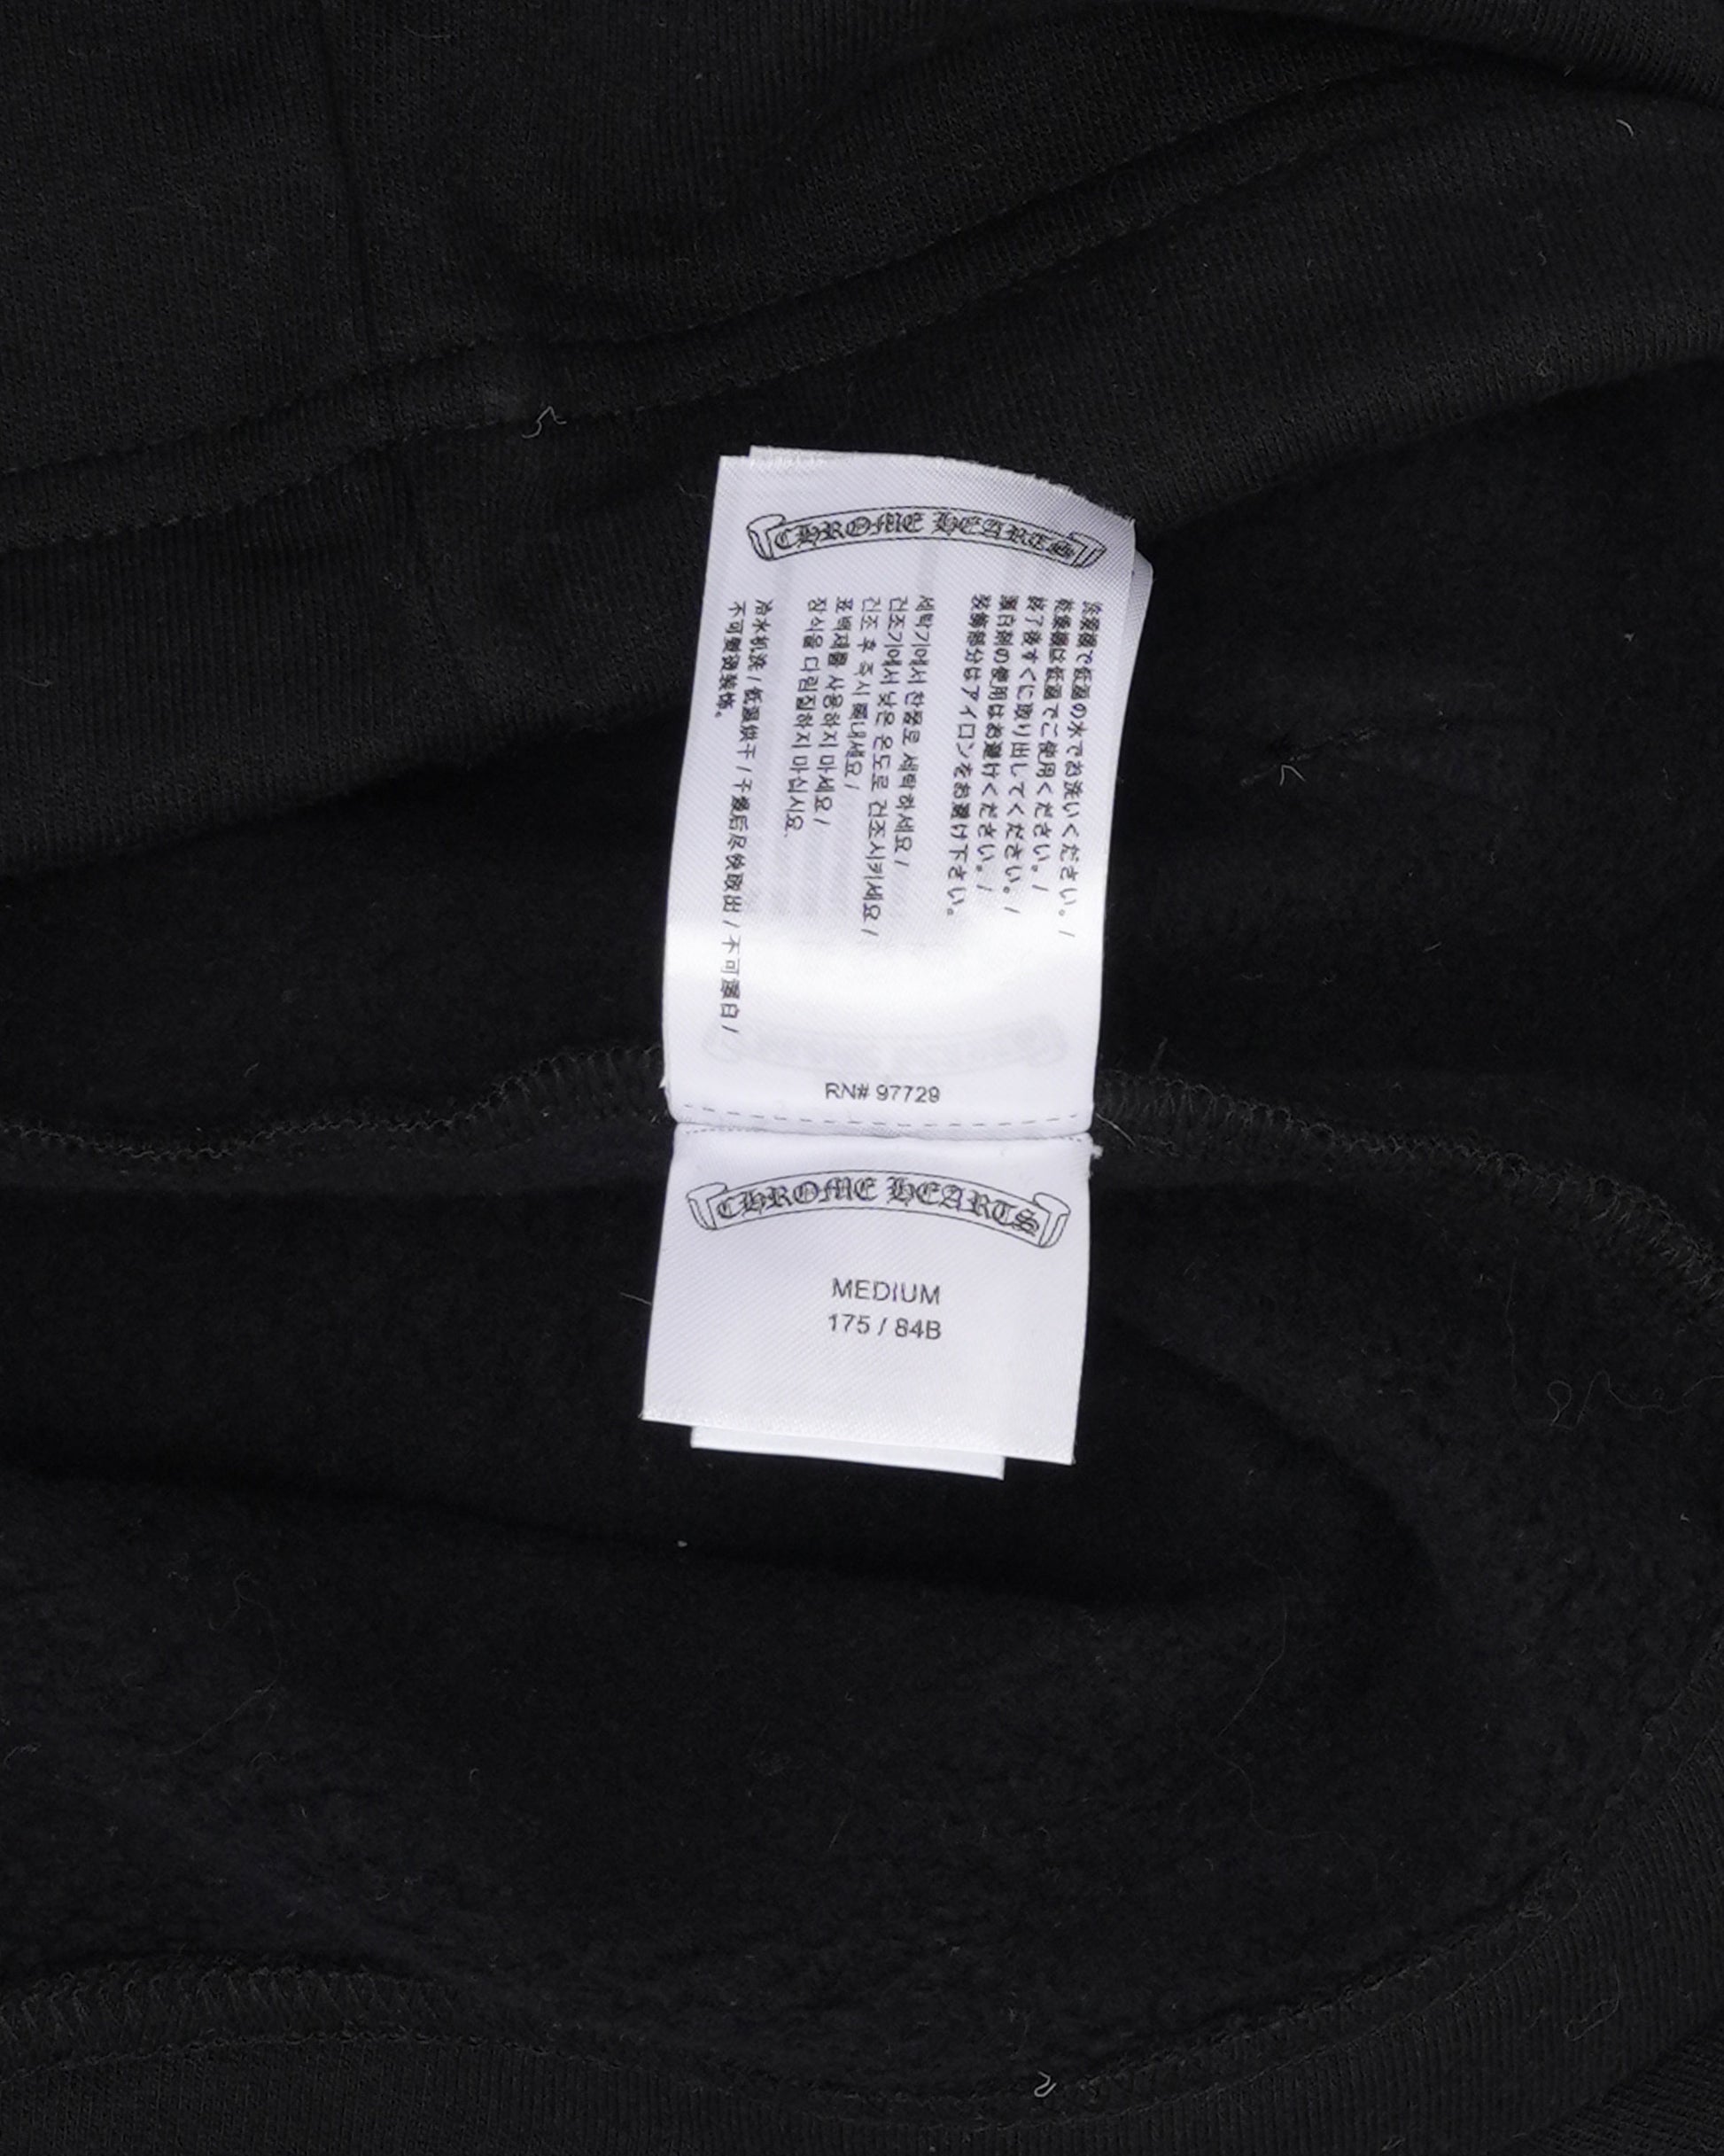 CHROME HEARTS
洗濯機で低温の水でお洗いください。/
乾燥機は低温でご使用ください。/
終了後すぐに取り出してください。/
漂白剤の使用はお避けください。/
装飾部分はアイロンをお避け下さい。
세탁기에서 찬물로 세탁하세요 /
건조기에서 낮은 온도로 건조시키세요 /
건조 후 즉시 꺼내세요 /
표백제를 사용하지 마세요 /
장식을 다림질하지 마십시요.
冷水机洗 / 低温烘干 / 干燥后尽快取出 / 不可漂白 /
不可熨烫装饰。
RN# 97729
CHROME HEARTS
MEDIUM
175 / 84B